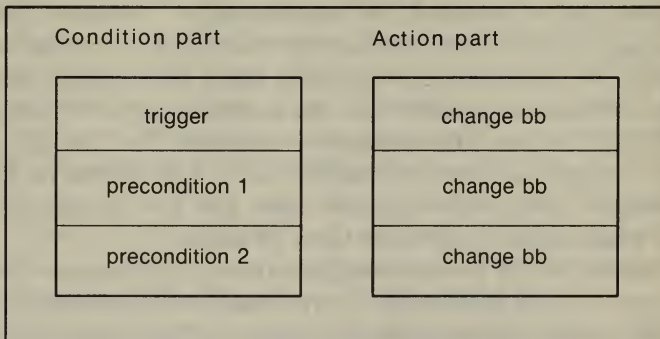 Condition part
Action part
trigger
change bb
precondition 1
change bb
precondition 2
change bb